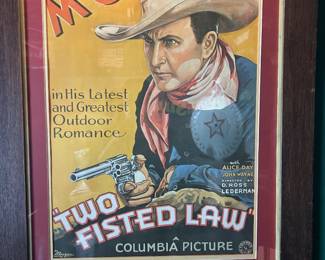 in His Latest
and Greatest
Outdoor
Romance
with
ALICE DAY
JOHN WAYNE
DIRECTED BY
D. ROSS
LEDERMAN
"TWO
FISTED LAW"
A
COLUMBIA PICTURE